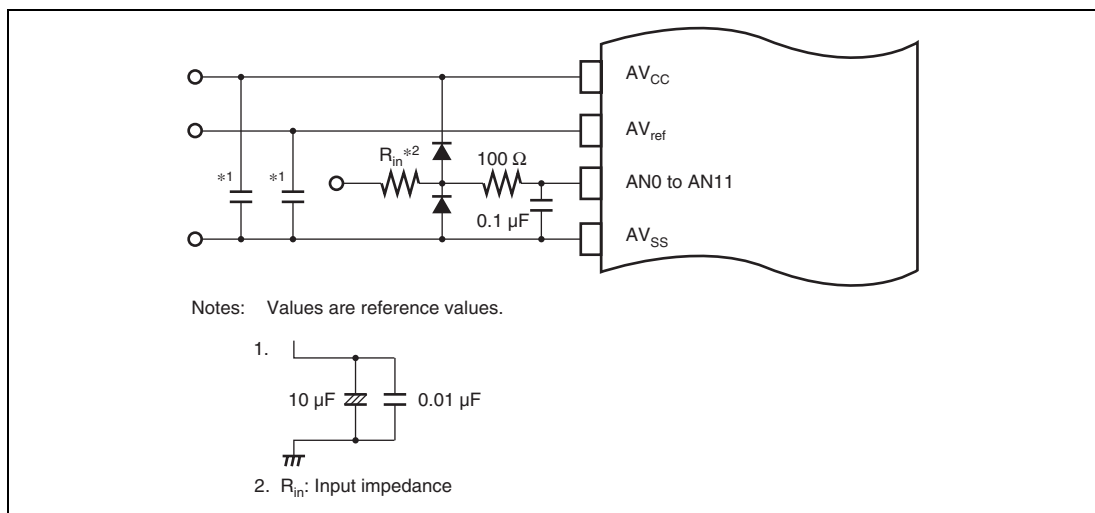 AVCC
AVref
Rin*2
100 Ω
*1
*1
AN0 to AN11
0.1 µF
AVSS
Notes: Values are reference values.
1.
10 µF
0.01 µF
2. Rin: Input impedance